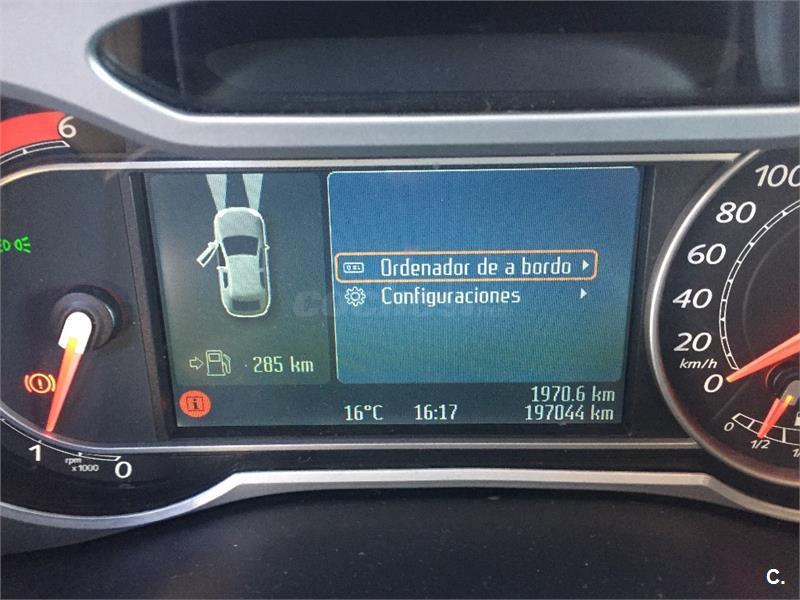 6
100
80
60
40
20
km/h
0
Ordenador de a bordo
Configuraciones
285 km
1970.6 km
16°C 16:17 197044 km
1
rpm
x1000
0
0
1/2
C.